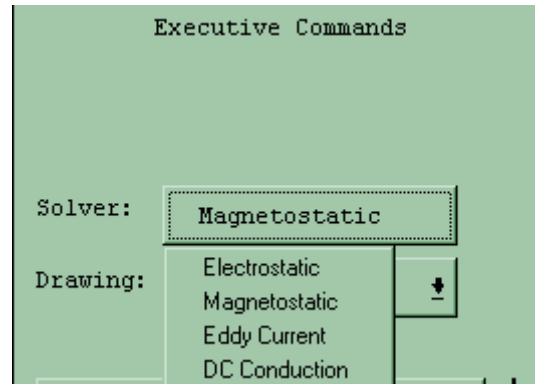 Executive Commands
Solver:
Magnetostatic
Drawing:
Electrostatic
Magnetostatic
Eddy Current
DC Conduction